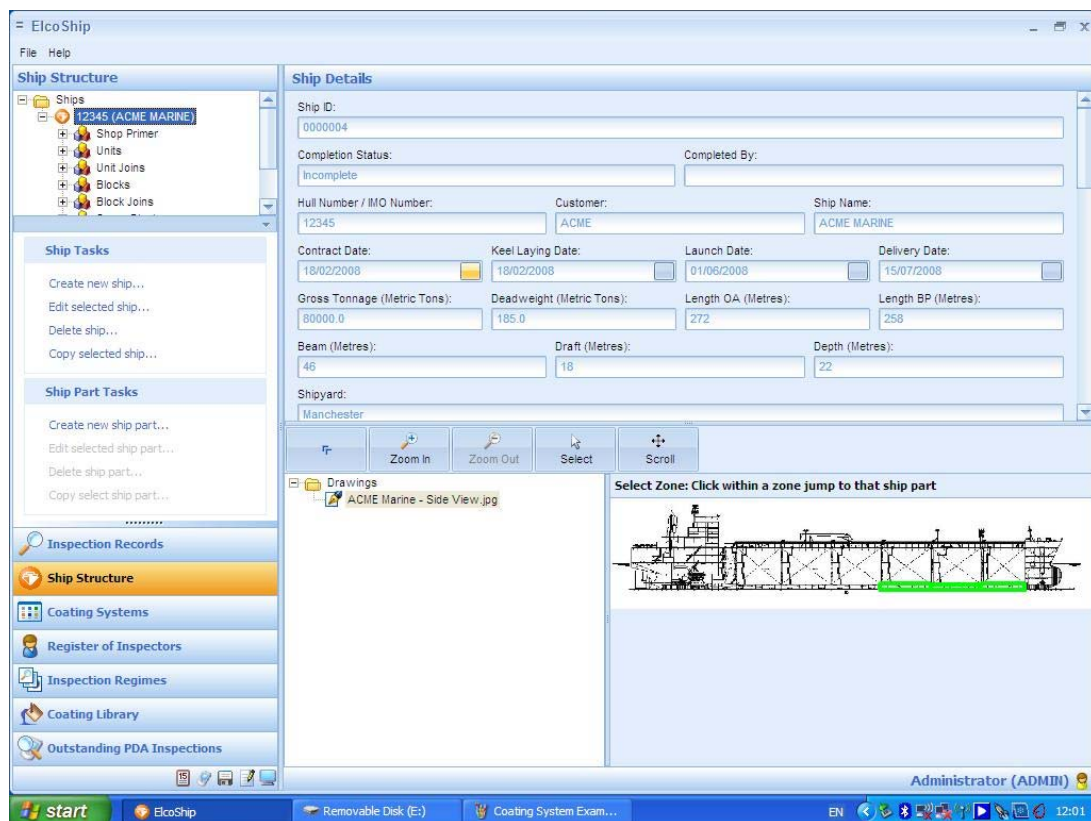 = ElcoShip
File Help
Ship Structure
Ships
12345 (ACME MARINE)
Shop Primer
Units
Unit Joins
Blocks
Block Joins
Ship Tasks
Create new ship...
Edit selected ship...
Delete ship...
Copy selected ship...
Ship Part Tasks
Create new ship part...
Edit selected ship part...
Delete ship part...
Copy select ship part...
Inspection Records
Ship Structure
Coating Systems
Register of Inspectors
Inspection Regimes
Coating Library
Outstanding PDA Inspections
15
Ship Details
Ship ID:
0000004
Completion Status: Completed By:
Incomplete
Hull Number / IMO Number: Customer: Ship Name:
12345 ACME ACME MARINE
Contract Date: Keel Laying Date: Launch Date: Delivery Date:
18/02/2008 18/02/2008 01/06/2008 15/07/2008
Gross Tonnage (Metric Tons): Deadweight (Metric Tons): Length OA (Metres): Length BP (Metres):
80000.0 185.0 272 258
Beam (Metres): Draft (Metres): Depth (Metres):
46 18 22
Shipyard:
Manchester
Zoom In Zoom Out Select Scroll
Drawings
ACME Marine - Side View.jpg
Select Zone: Click within a zone jump to that ship part
Administrator (ADMIN)
start ElcoShip Removable Disk (E:) Coating System Exam... EN 12:01